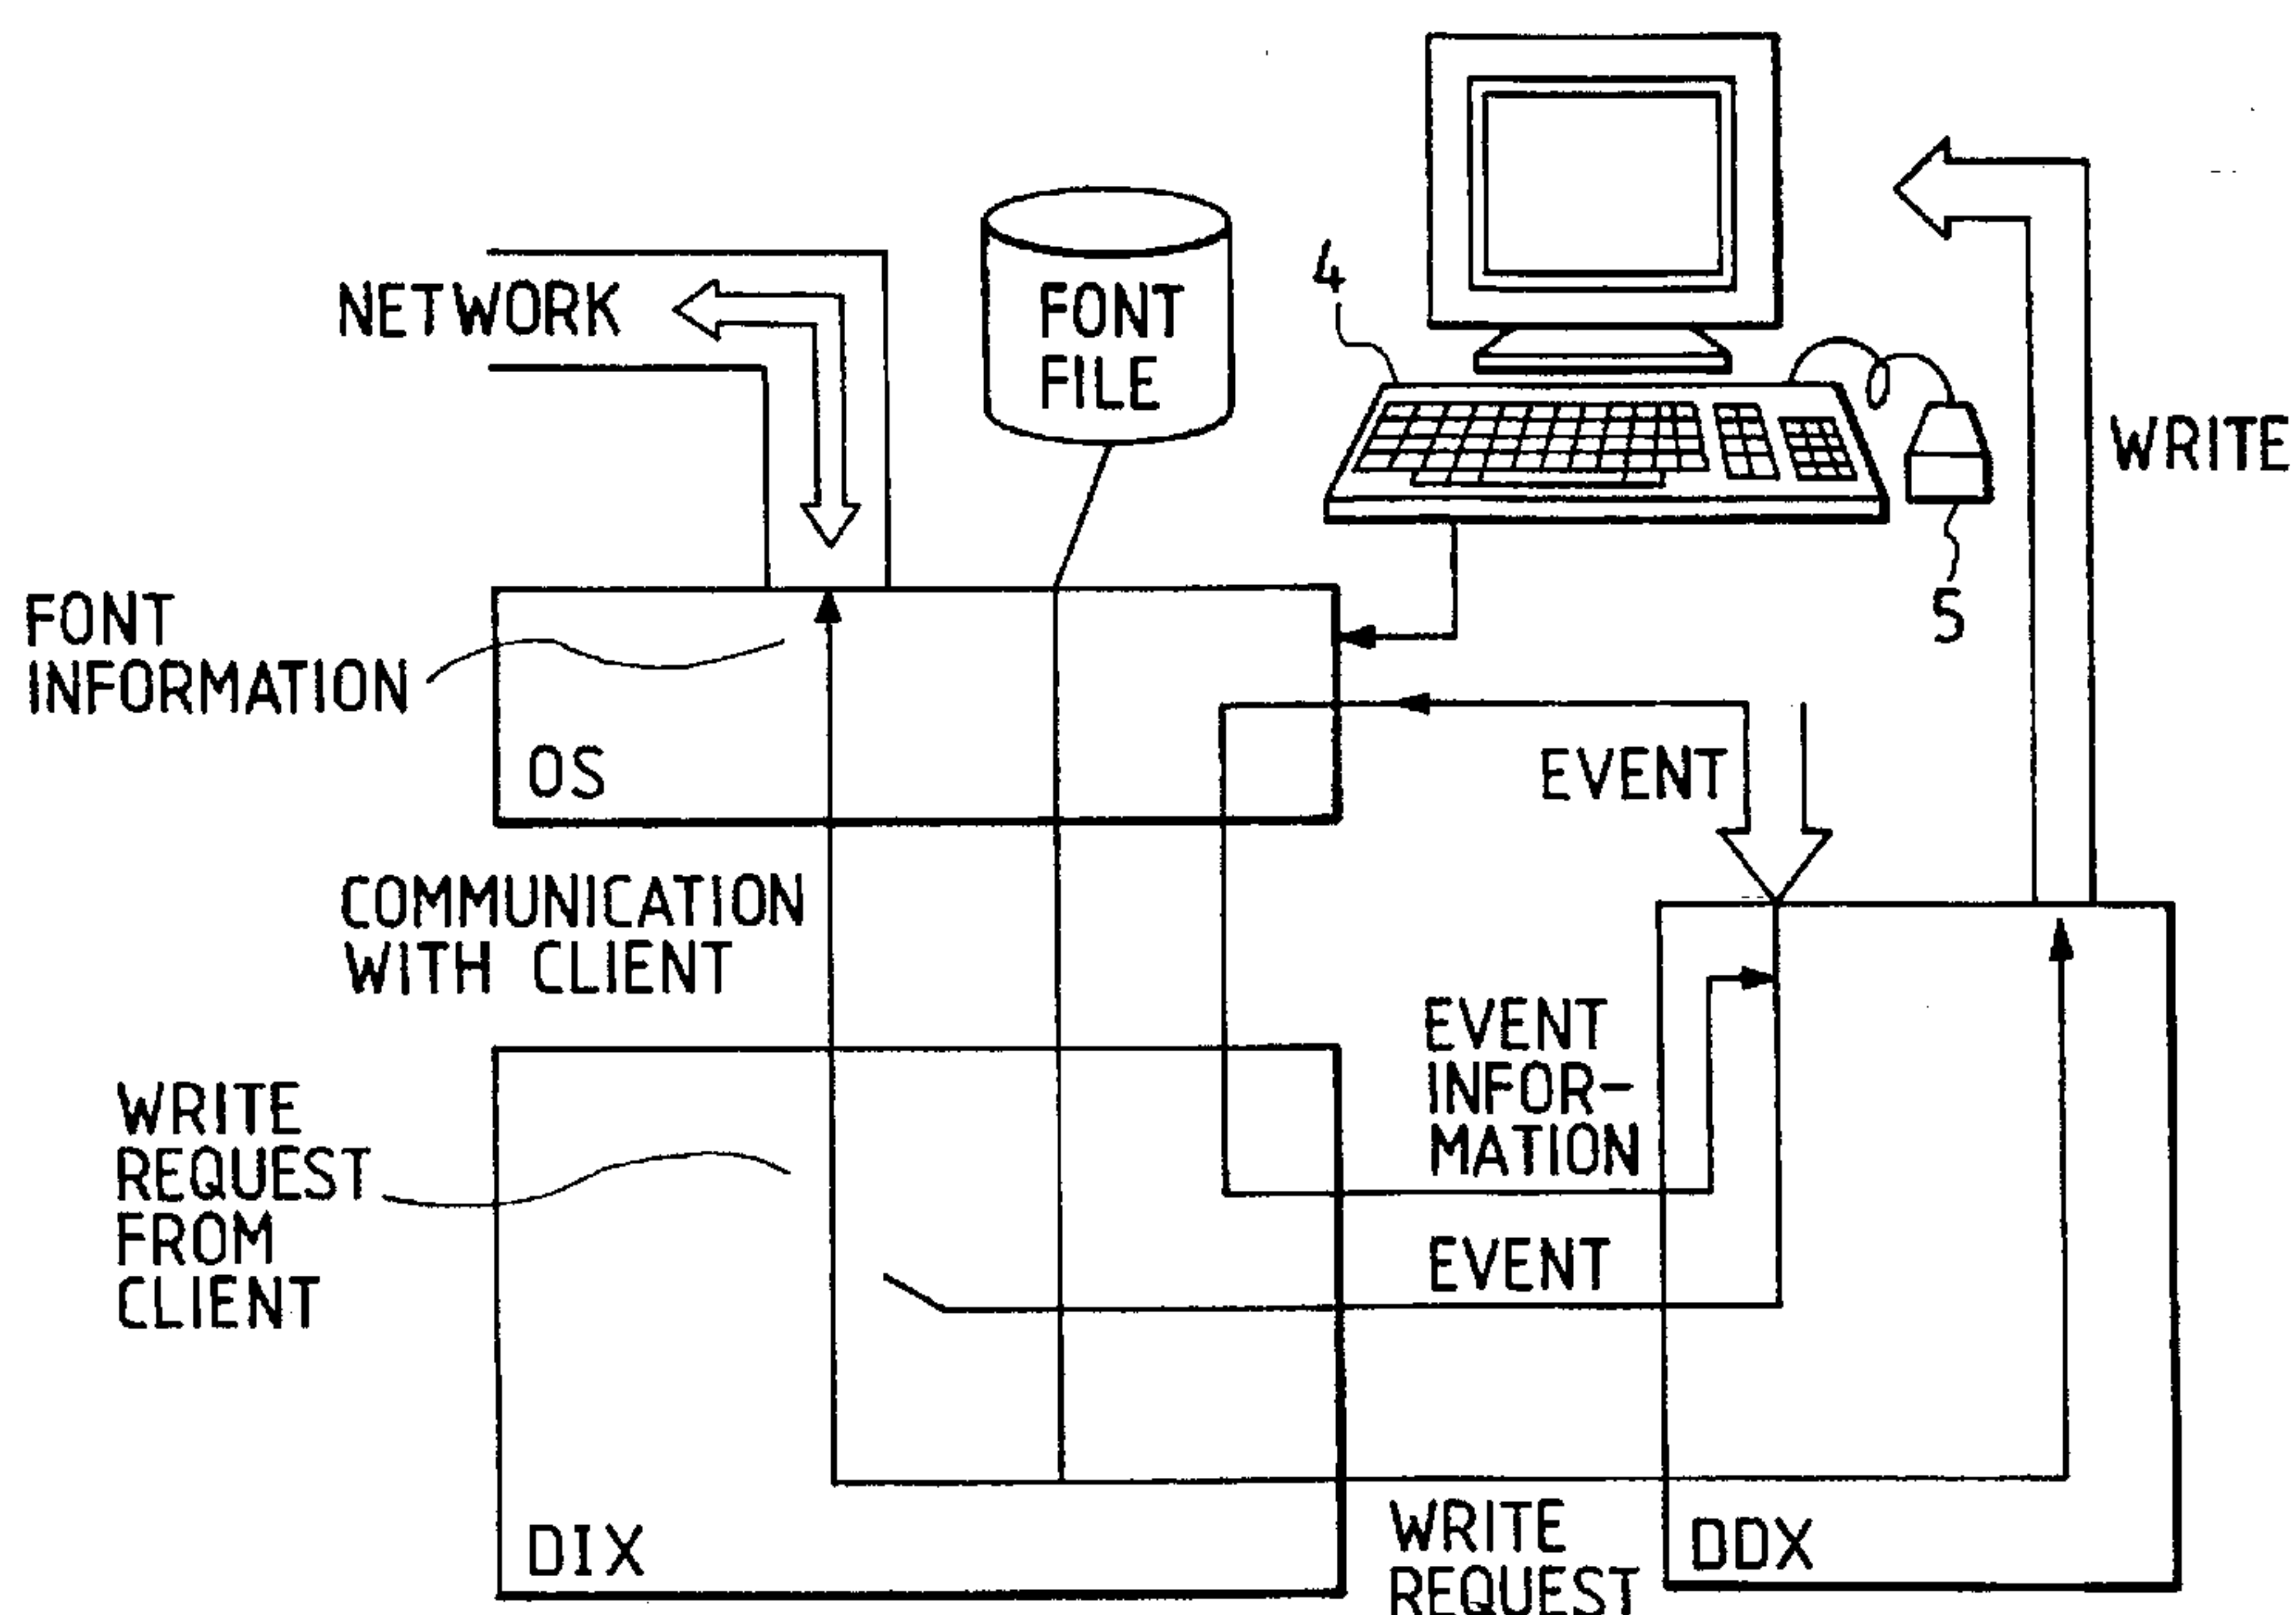 NETWORK
FONT
FILE
4
WRITE
5
FONT
INFORMATION
OS
EVENT
COMMUNICATION
WITH CLIENT
EVENT
INFOR-
MATION
WRITE
REQUEST
FROM
CLIENT
EVENT
DIX
WRITE
REQUEST
DDX